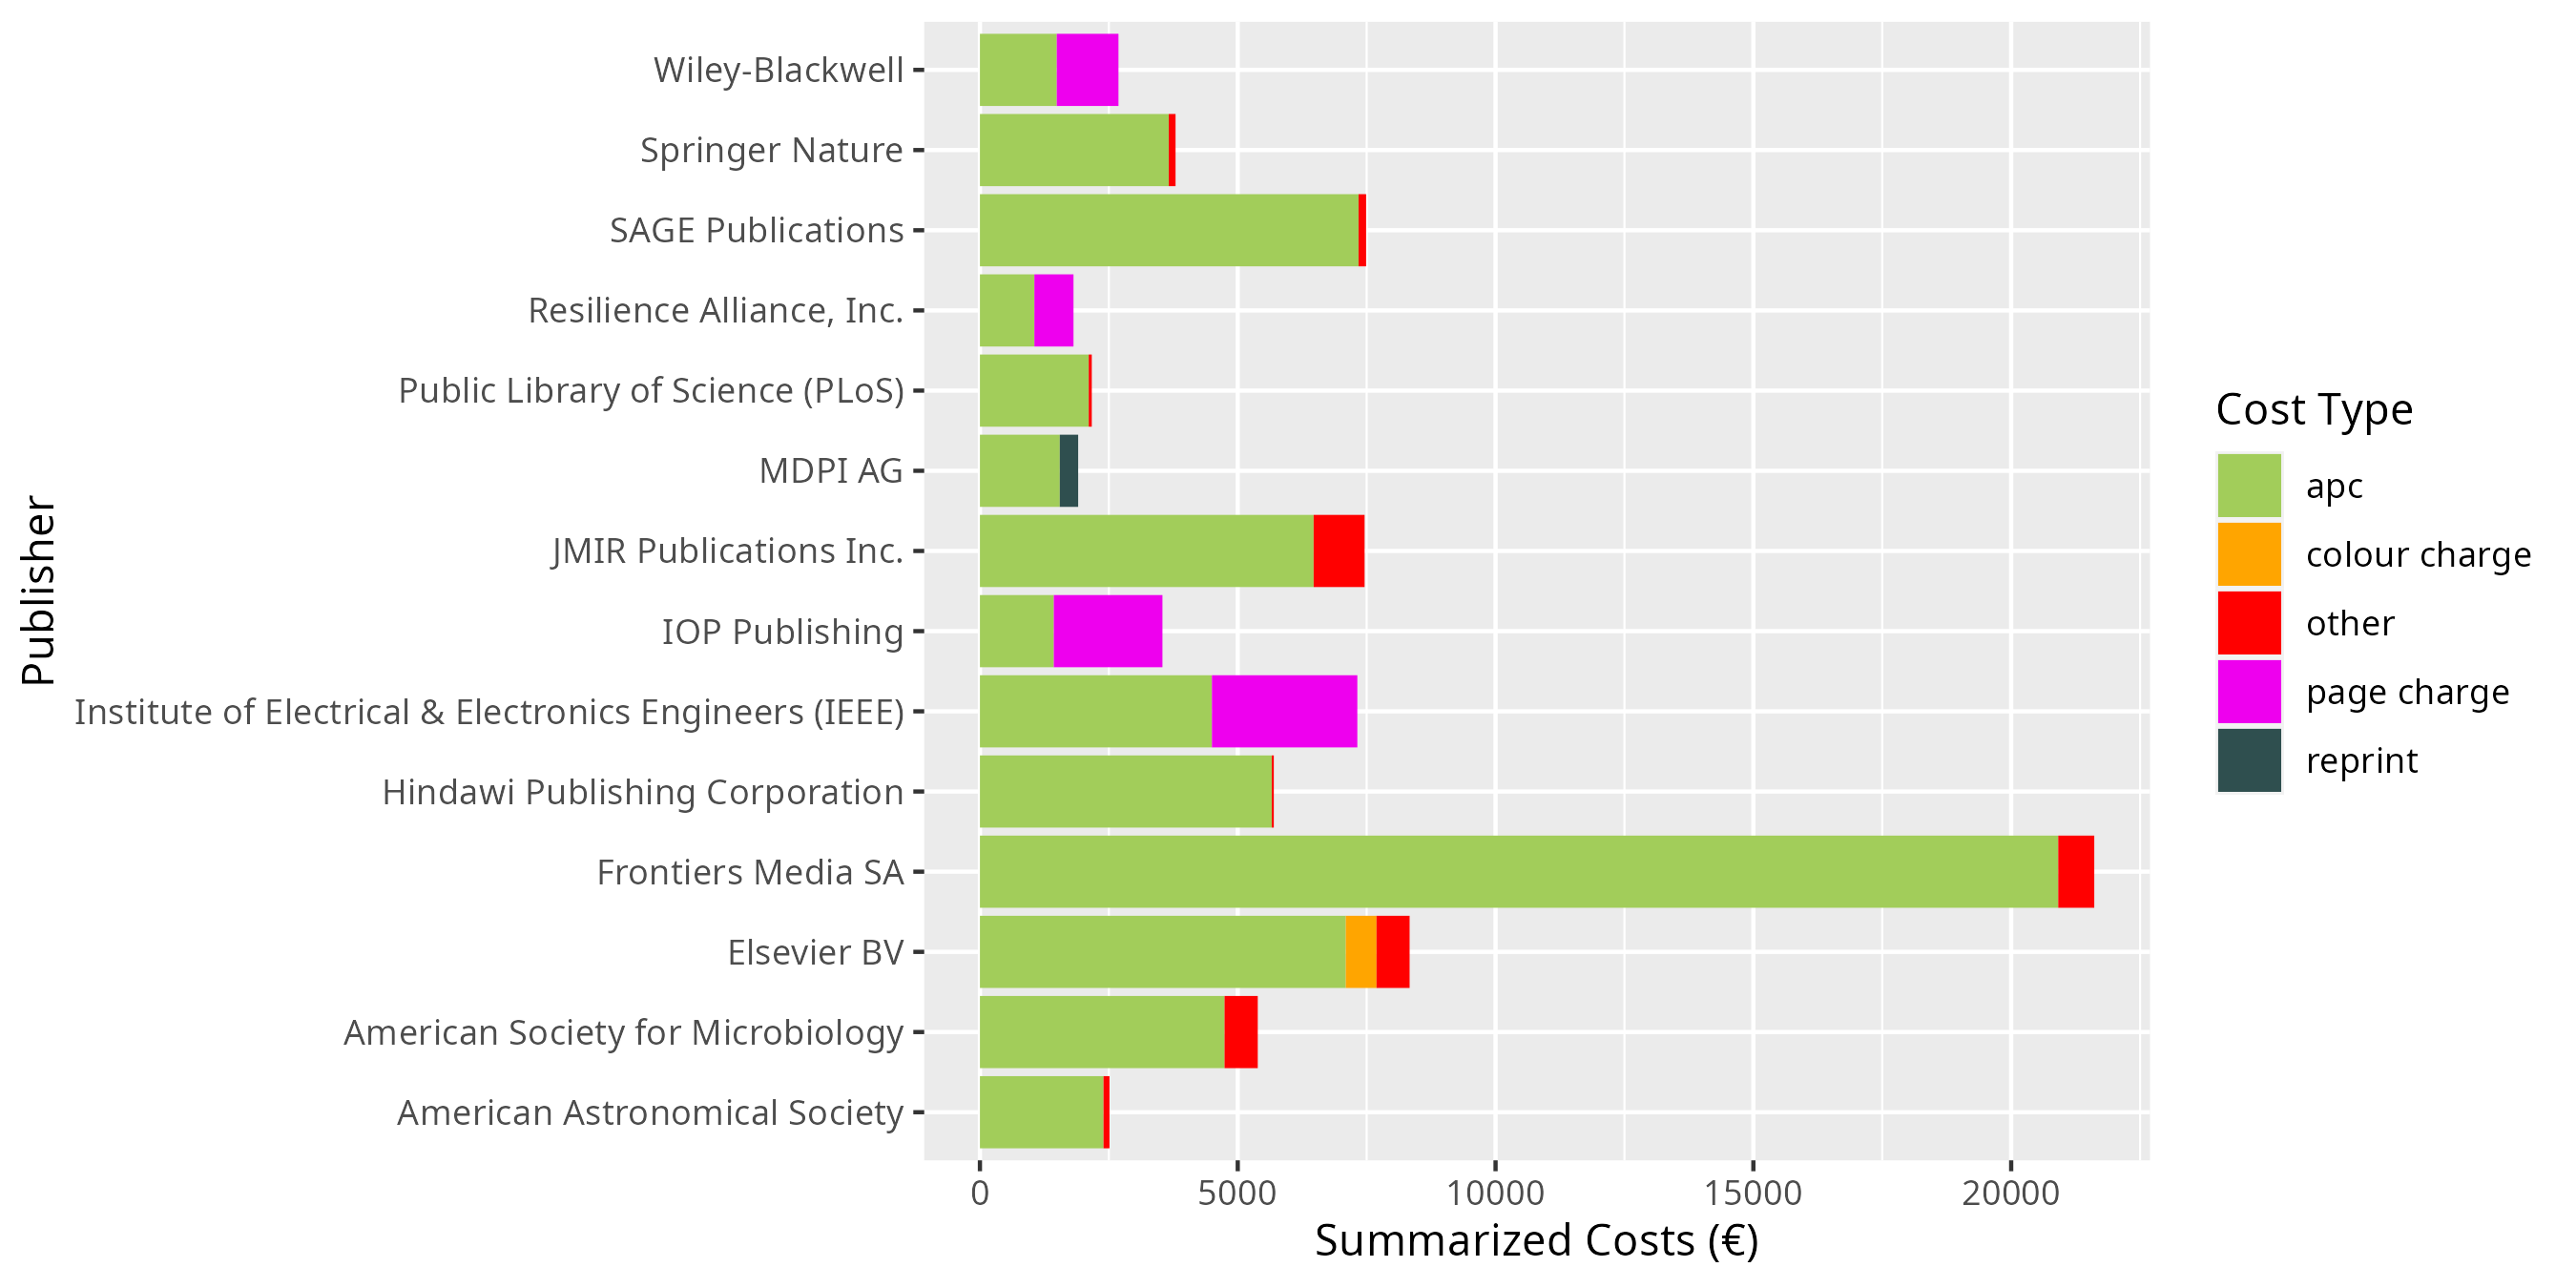 Wiley-Blackwell
Springer Nature
SAGE Publications
Resilience Alliance, Inc.
Public Library of Science (PLoS)
MDPI AG
JMIR Publications Inc.
IOP Publishing
Institute of Electrical & Electronics Engineers (IEEE)
Hindawi Publishing Corporation
Frontiers Media SA
Elsevier BV
American Society for Microbiology
American Astronomical Society
Publisher
0 5000 10000 15000 20000
Summarized Costs (€)
Cost Type
apc
colour charge
other
page charge
reprint